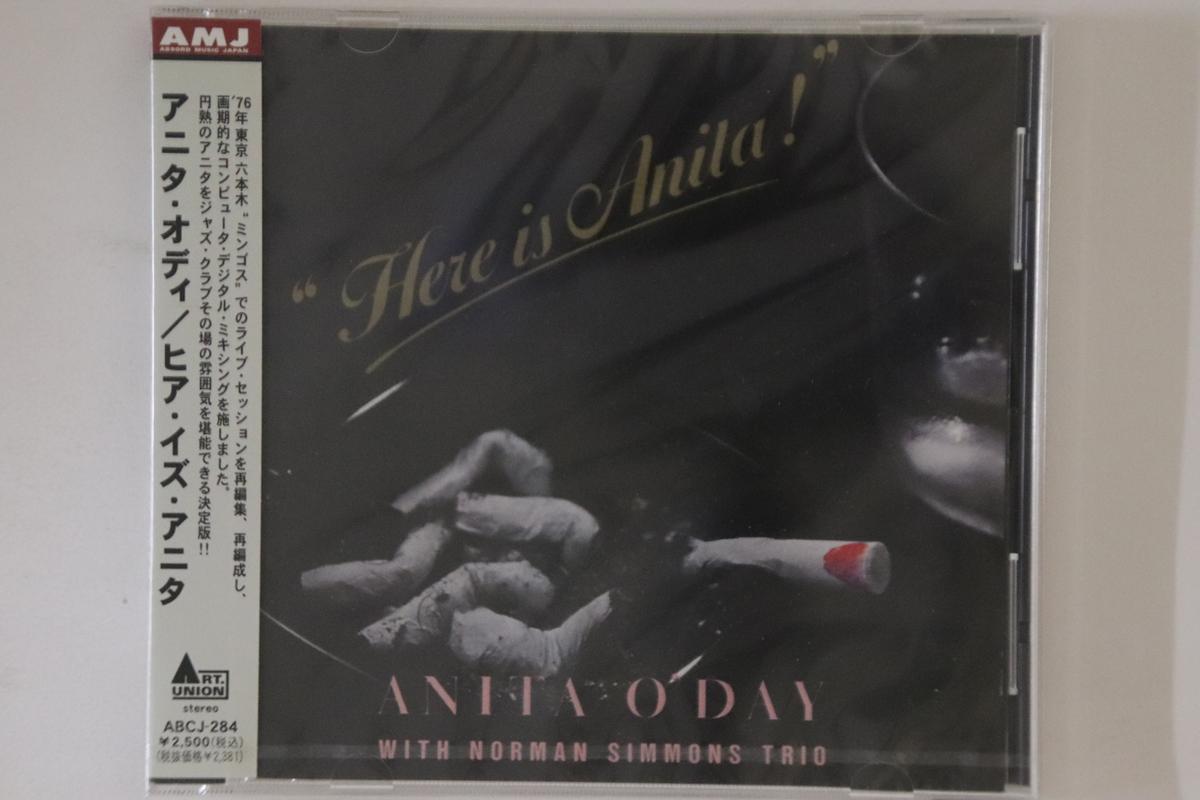 AMJ
ABSORD MUSIC JAPAN
'76年東京六本木“ミンゴス”でのライブ・セッションを再編集、再編成し、
画期的なコンピュータ・デジタル・ミキシングを施しました。
円熟のアニタをジャズ・クラブその場の雰囲気を堪能できる決定版!!
アニタ・オディ／ヒア・イズ・アニタ
ART.
UNION
stereo
ABCJ-284
¥2,500(税込)
(税抜価格¥2,381)
“Here is Anita!”
ANITA O'DAY
WITH NORMAN SIMMONS TRIO